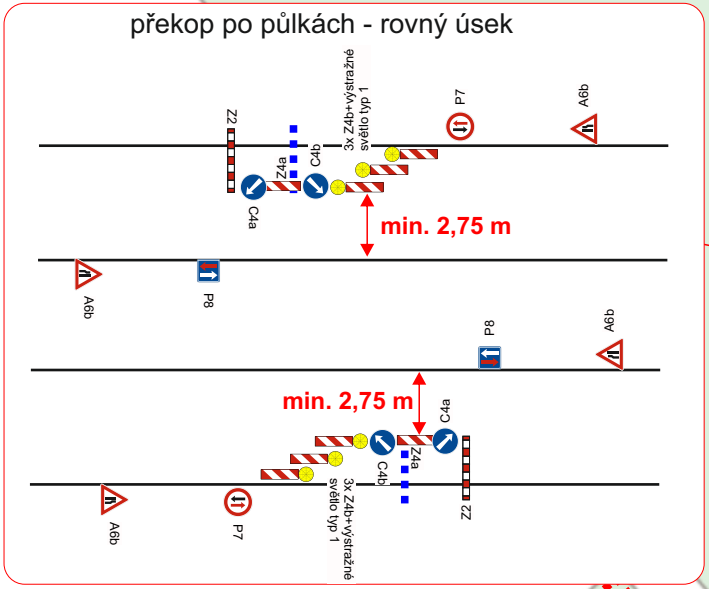 překop po půlkách - rovný úsek
Z2
Z4a
C4b
C4a
3x Z4b+výstražné
světlo typ 1
P7
A6b
min. 2,75 m
A6b
P8
P8
A6b
min. 2,75 m
C4a
Z4a
C4b
Z2
3x Z4b+výstražné
světlo typ 1
A6b
P7